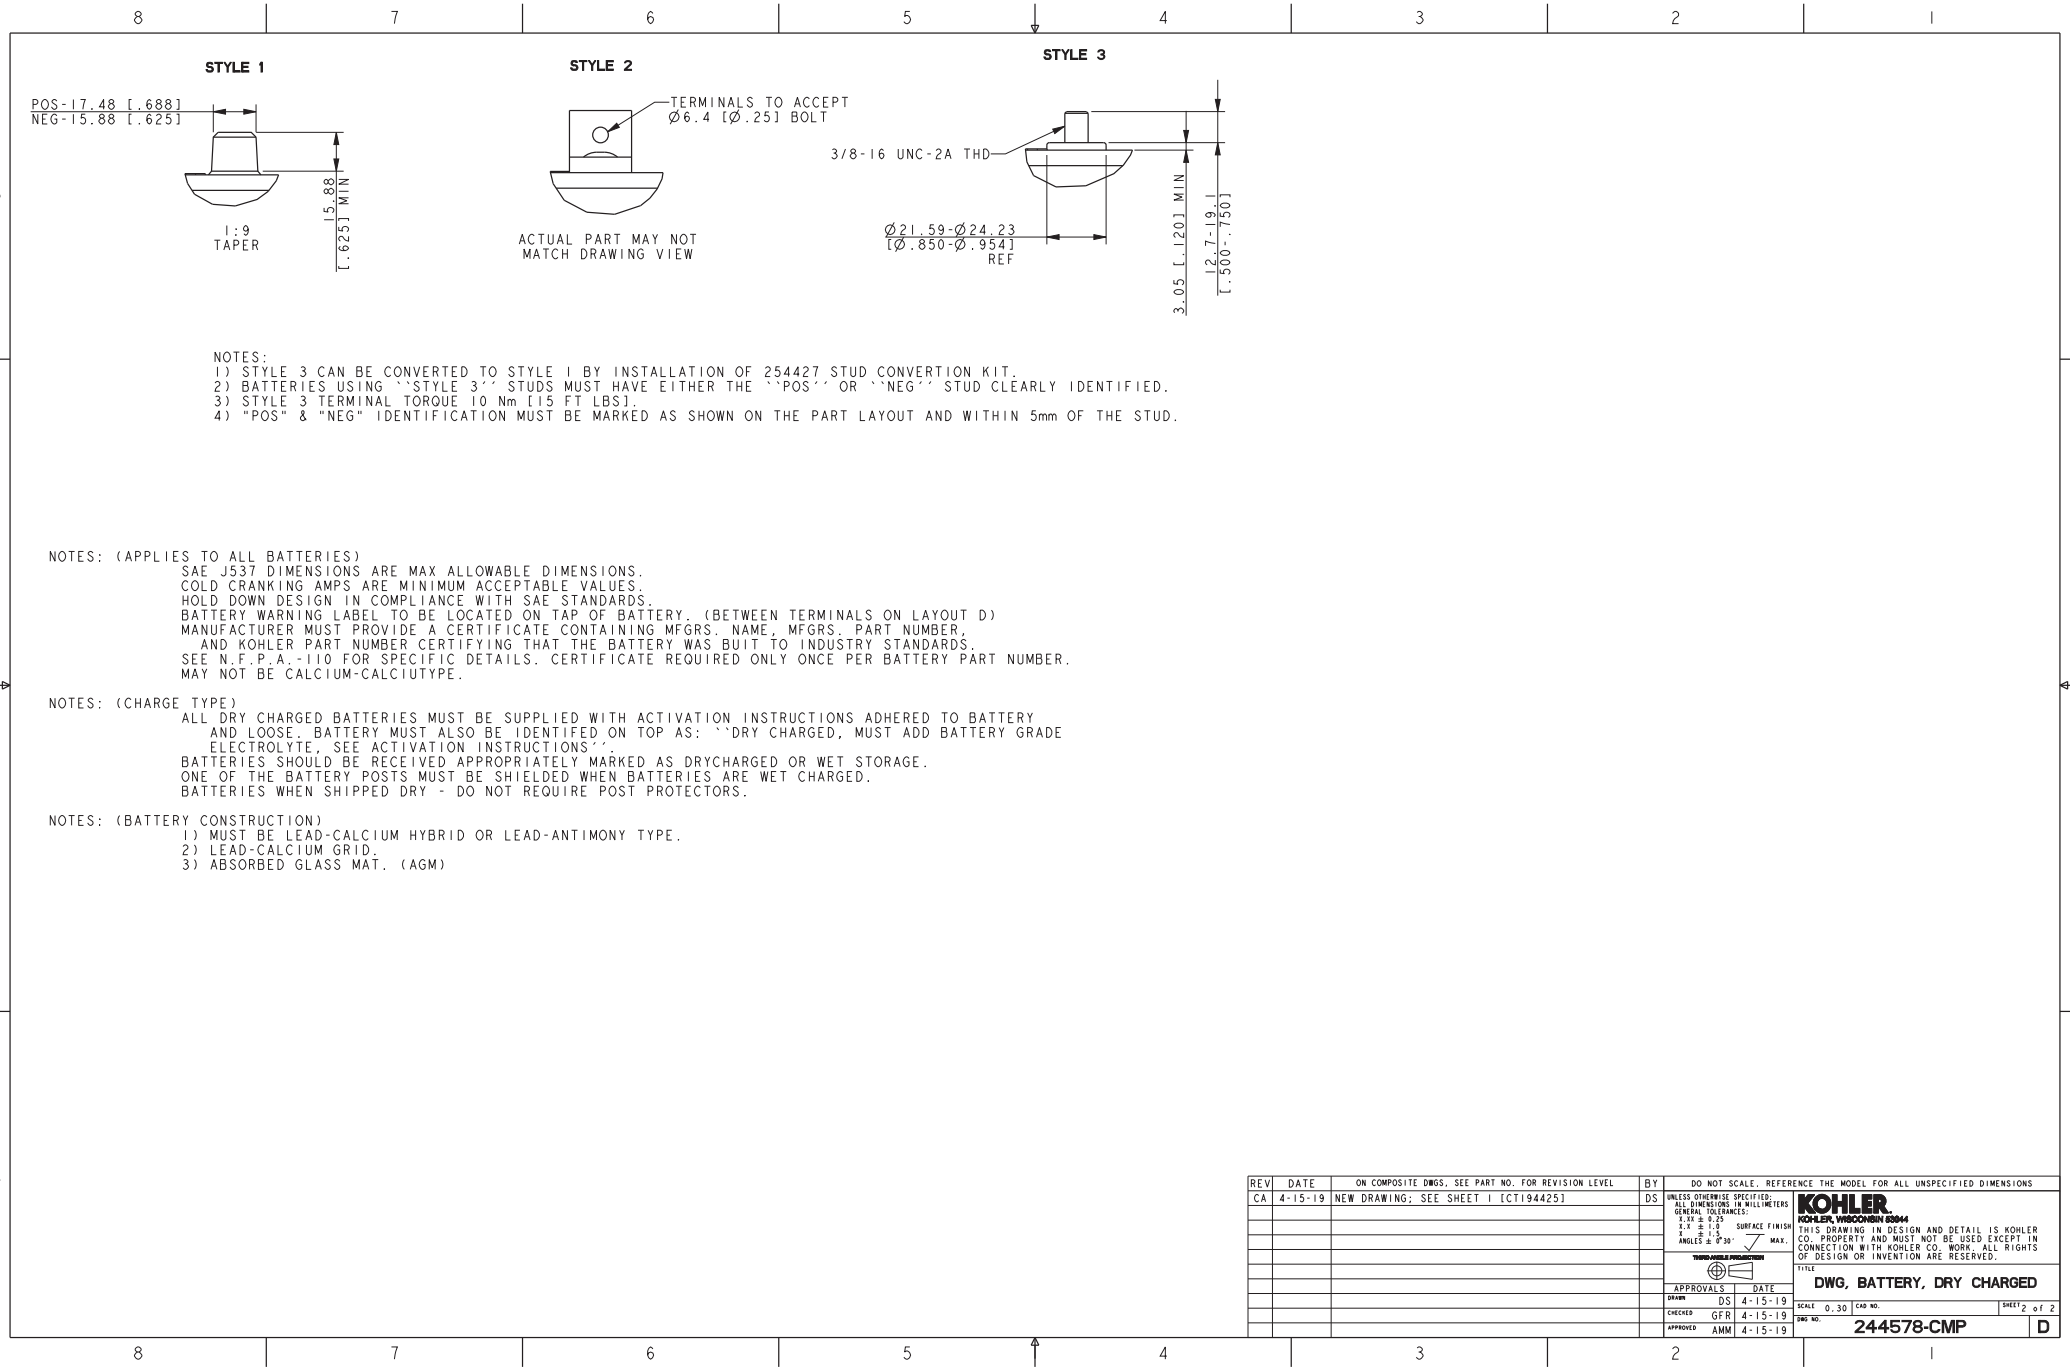 8 7 6 5 4 3 2 1
STYLE 1
POS-17.48 [.688]
NEG-15.88 [.625]
15.88
[.625] MIN
1:9
TAPER
STYLE 2
TERMINALS TO ACCEPT
Ø6.4 [Ø.25] BOLT
ACTUAL PART MAY NOT
MATCH DRAWING VIEW
STYLE 3
3/8-16 UNC-2A THD
Ø21.59-Ø24.23
[Ø.850-Ø.954]
REF
3.05 [.120] MIN
12.7-19.1
[.500-.750]
NOTES:
1) STYLE 3 CAN BE CONVERTED TO STYLE 1 BY INSTALLATION OF 254427 STUD CONVERTION KIT.
2) BATTERIES USING ``STYLE 3´´ STUDS MUST HAVE EITHER THE ``POS´´ OR ``NEG´´ STUD CLEARLY IDENTIFIED.
3) STYLE 3 TERMINAL TORQUE 10 Nm [15 FT LBS].
4) "POS" & "NEG" IDENTIFICATION MUST BE MARKED AS SHOWN ON THE PART LAYOUT AND WITHIN 5mm OF THE STUD.
NOTES: (APPLIES TO ALL BATTERIES)
SAE J537 DIMENSIONS ARE MAX ALLOWABLE DIMENSIONS.
COLD CRANKING AMPS ARE MINIMUM ACCEPTABLE VALUES.
HOLD DOWN DESIGN IN COMPLIANCE WITH SAE STANDARDS.
BATTERY WARNING LABEL TO BE LOCATED ON TAP OF BATTERY. (BETWEEN TERMINALS ON LAYOUT D)
MANUFACTURER MUST PROVIDE A CERTIFICATE CONTAINING MFGRS. NAME, MFGRS. PART NUMBER,
AND KOHLER PART NUMBER CERTIFYING THAT THE BATTERY WAS BUIT TO INDUSTRY STANDARDS.
SEE N.F.P.A.-110 FOR SPECIFIC DETAILS. CERTIFICATE REQUIRED ONLY ONCE PER BATTERY PART NUMBER.
MAY NOT BE CALCIUM-CALCIUTYPE.
NOTES: (CHARGE TYPE)
ALL DRY CHARGED BATTERIES MUST BE SUPPLIED WITH ACTIVATION INSTRUCTIONS ADHERED TO BATTERY
AND LOOSE. BATTERY MUST ALSO BE IDENTIFED ON TOP AS: ``DRY CHARGED, MUST ADD BATTERY GRADE
ELECTROLYTE, SEE ACTIVATION INSTRUCTIONS´´.
BATTERIES SHOULD BE RECEIVED APPROPRIATELY MARKED AS DRYCHARGED OR WET STORAGE.
ONE OF THE BATTERY POSTS MUST BE SHIELDED WHEN BATTERIES ARE WET CHARGED.
BATTERIES WHEN SHIPPED DRY - DO NOT REQUIRE POST PROTECTORS.
NOTES: (BATTERY CONSTRUCTION)
1) MUST BE LEAD-CALCIUM HYBRID OR LEAD-ANTIMONY TYPE.
2) LEAD-CALCIUM GRID.
3) ABSORBED GLASS MAT. (AGM)
REV DATE ON COMPOSITE DWGS, SEE PART NO. FOR REVISION LEVEL BY
CA 4-15-19 NEW DRAWING; SEE SHEET 1 [CT194425] DS
DO NOT SCALE. REFERENCE THE MODEL FOR ALL UNSPECIFIED DIMENSIONS
UNLESS OTHERWISE SPECIFIED:
ALL DIMENSIONS IN MILLIMETERS
GENERAL TOLERANCES:
X.XX ± 0.25
X.X ± 1.0
X ± 1.5
ANGLES ± 0°30'
SURFACE FINISH
MAX.
THIRD ANGLE PROJECTION
APPROVALS DATE
DRAWN DS 4-15-19
CHECKED GFR 4-15-19
APPROVED AMM 4-15-19
KOHLER.
KOHLER, WISCONSIN 53044
THIS DRAWING IN DESIGN AND DETAIL IS KOHLER
CO. PROPERTY AND MUST NOT BE USED EXCEPT IN
CONNECTION WITH KOHLER CO. WORK. ALL RIGHTS
OF DESIGN OR INVENTION ARE RESERVED.
TITLE
DWG, BATTERY, DRY CHARGED
SCALE 0.30 CAD NO. SHEET 2 of 2
DWG NO.
244578-CMP D
8 7 6 5 4 3 2 1